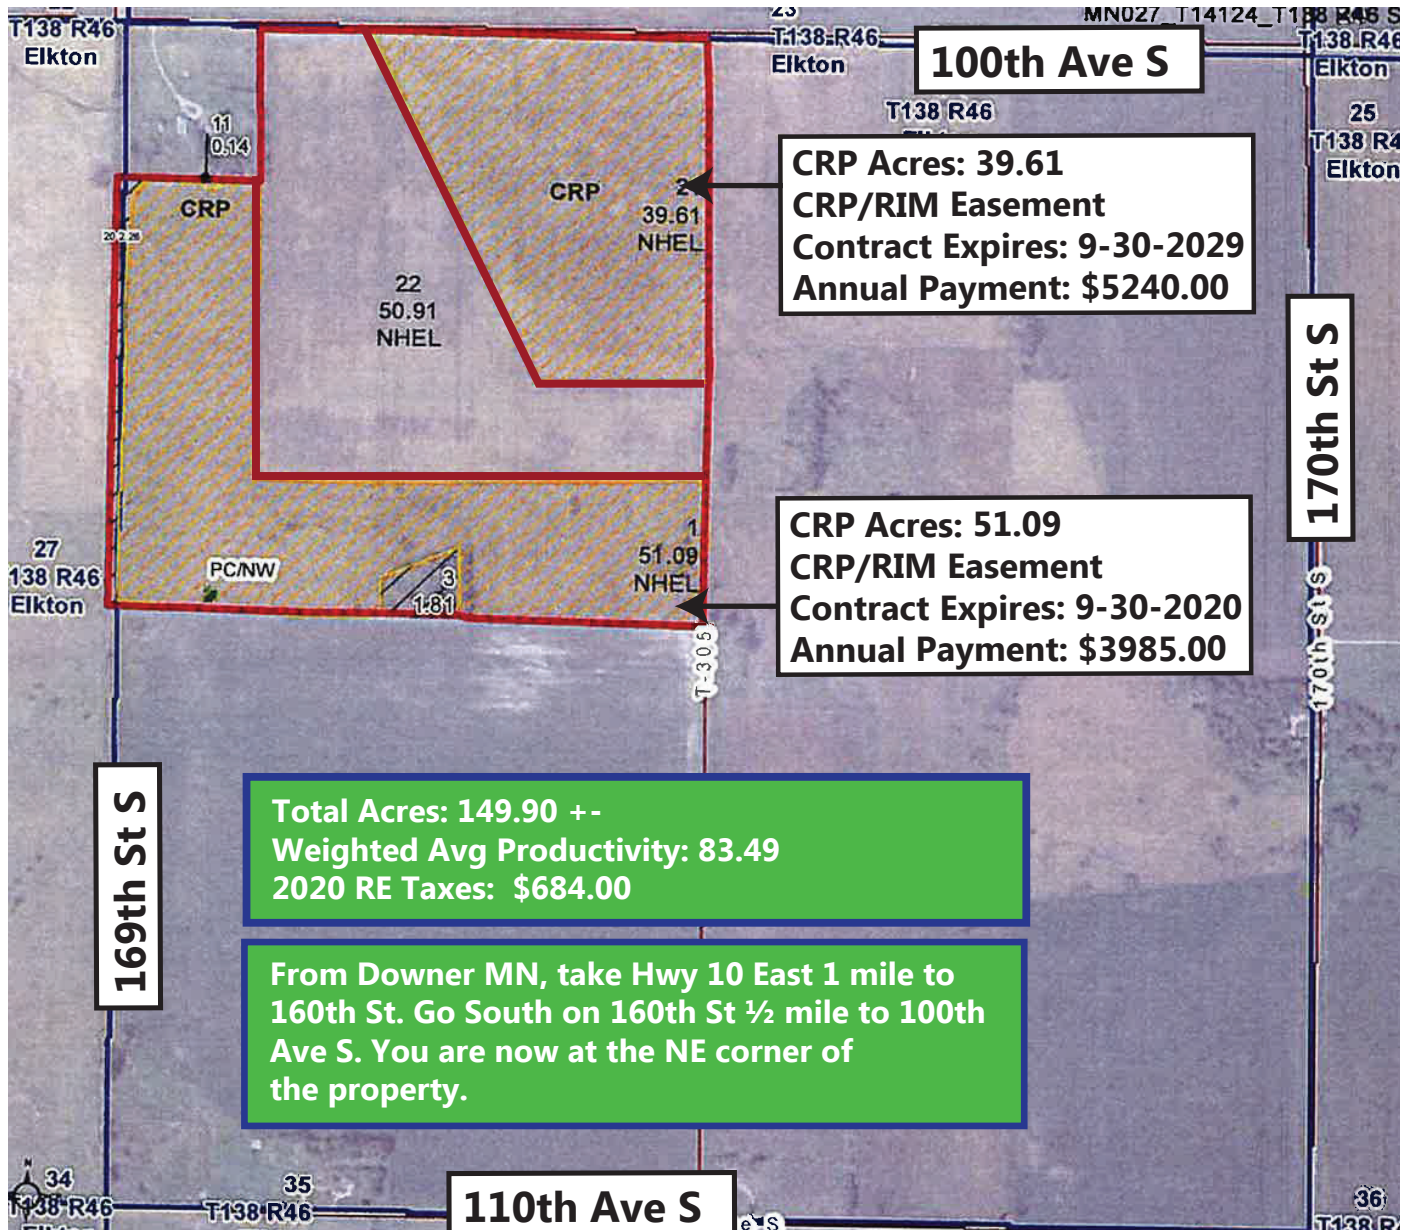 T138 R46
Elkton
23
T138 R46
Elkton
MN027_T14124_T138 R46 S
100th Ave S
T138 R46
Elkton
T138 R46
25
T138 R4
Elkton
11
0.14
CRP
CRP
39.61
NHEL
CRP Acres: 39.61
CRP/RIM Easement
Contract Expires: 9-30-2029
Annual Payment: $5240.00
22
50.91
NHEL
170th St S
1
51.09
NHEL
CRP Acres: 51.09
CRP/RIM Easement
Contract Expires: 9-30-2020
Annual Payment: $3985.00
27
138 R46
Elkton
PC/NW
3
1.81
T-305
170th St S
169th St S
Total Acres: 149.90 +-
Weighted Avg Productivity: 83.49
2020 RE Taxes: $684.00
From Downer MN, take Hwy 10 East 1 mile to
160th St. Go South on 160th St ½ mile to 100th
Ave S. You are now at the NE corner of
the property.
N
34
T138 R46
35
T138 R46
110th Ave S
e S
36